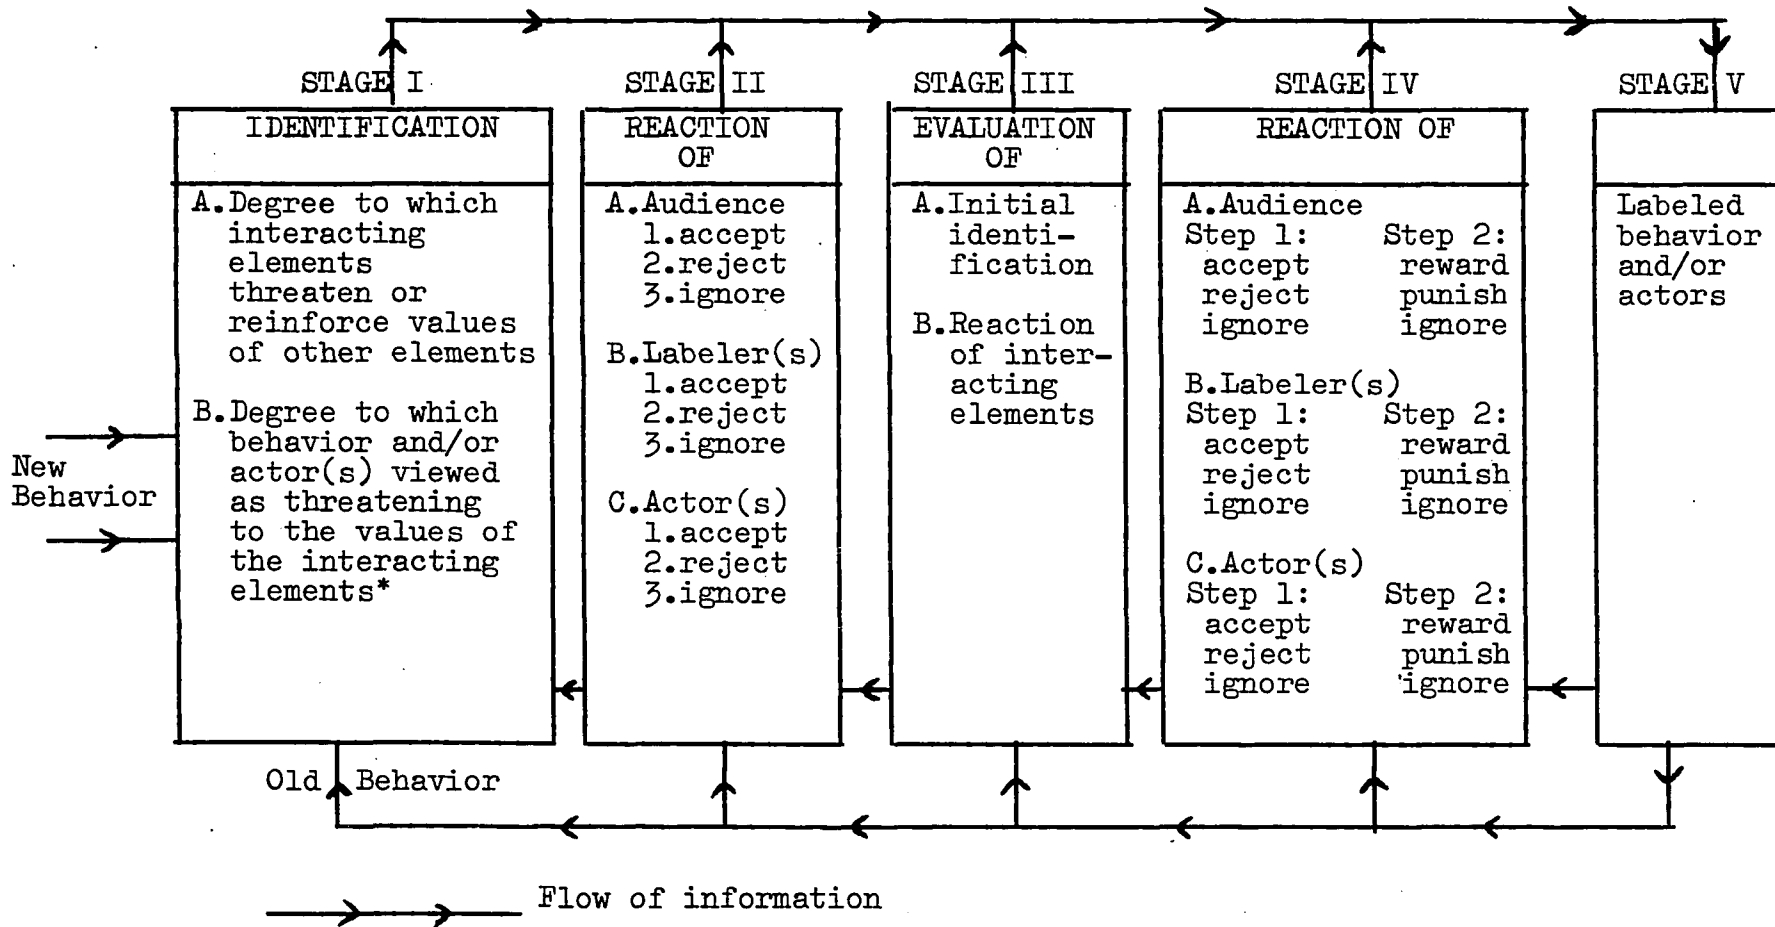 STAGE I
IDENTIFICATION
A.Degree to which
interacting
elements
threaten or
reinforce values
of other elements
B.Degree to which
behavior and/or
actor(s) viewed
as threatening
to the values of
the interacting
elements*
New
Behavior
Old Behavior
STAGE II
REACTION
OF
A.Audience
1.accept
2.reject
3.ignore
B.Labeler(s)
1.accept
2.reject
3.ignore
C.Actor(s)
1.accept
2.reject
3.ignore
STAGE III
EVALUATION
OF
A.Initial
identi-
fication
B.Reaction
of inter-
acting
elements
STAGE IV
REACTION OF
A.Audience
Step 1: Step 2:
accept reward
reject punish
ignore ignore
B.Labeler(s)
Step 1: Step 2:
accept reward
reject punish
ignore ignore
C.Actor(s)
Step 1: Step 2:
accept reward
reject punish
ignore ignore
STAGE V
Labeled
behavior
and/or
actors
Flow of information